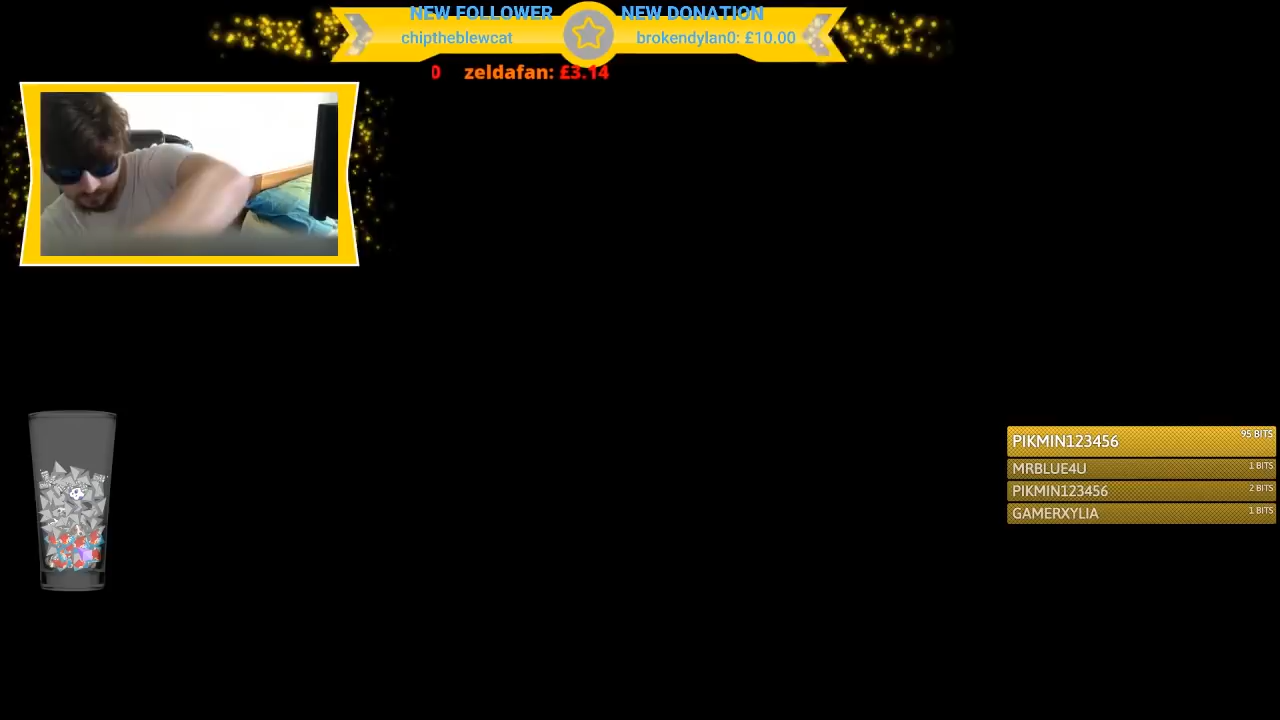 NEW FOLLOWER
NEW DONATION
chiptheblewcat
brokendylan0: £10.00
0 zeldafan: £3.14
PIKMIN123456 95 BITS
MRBLUE4U 1 BITS
PIKMIN123456 2 BITS
GAMERXYLIA 1 BITS